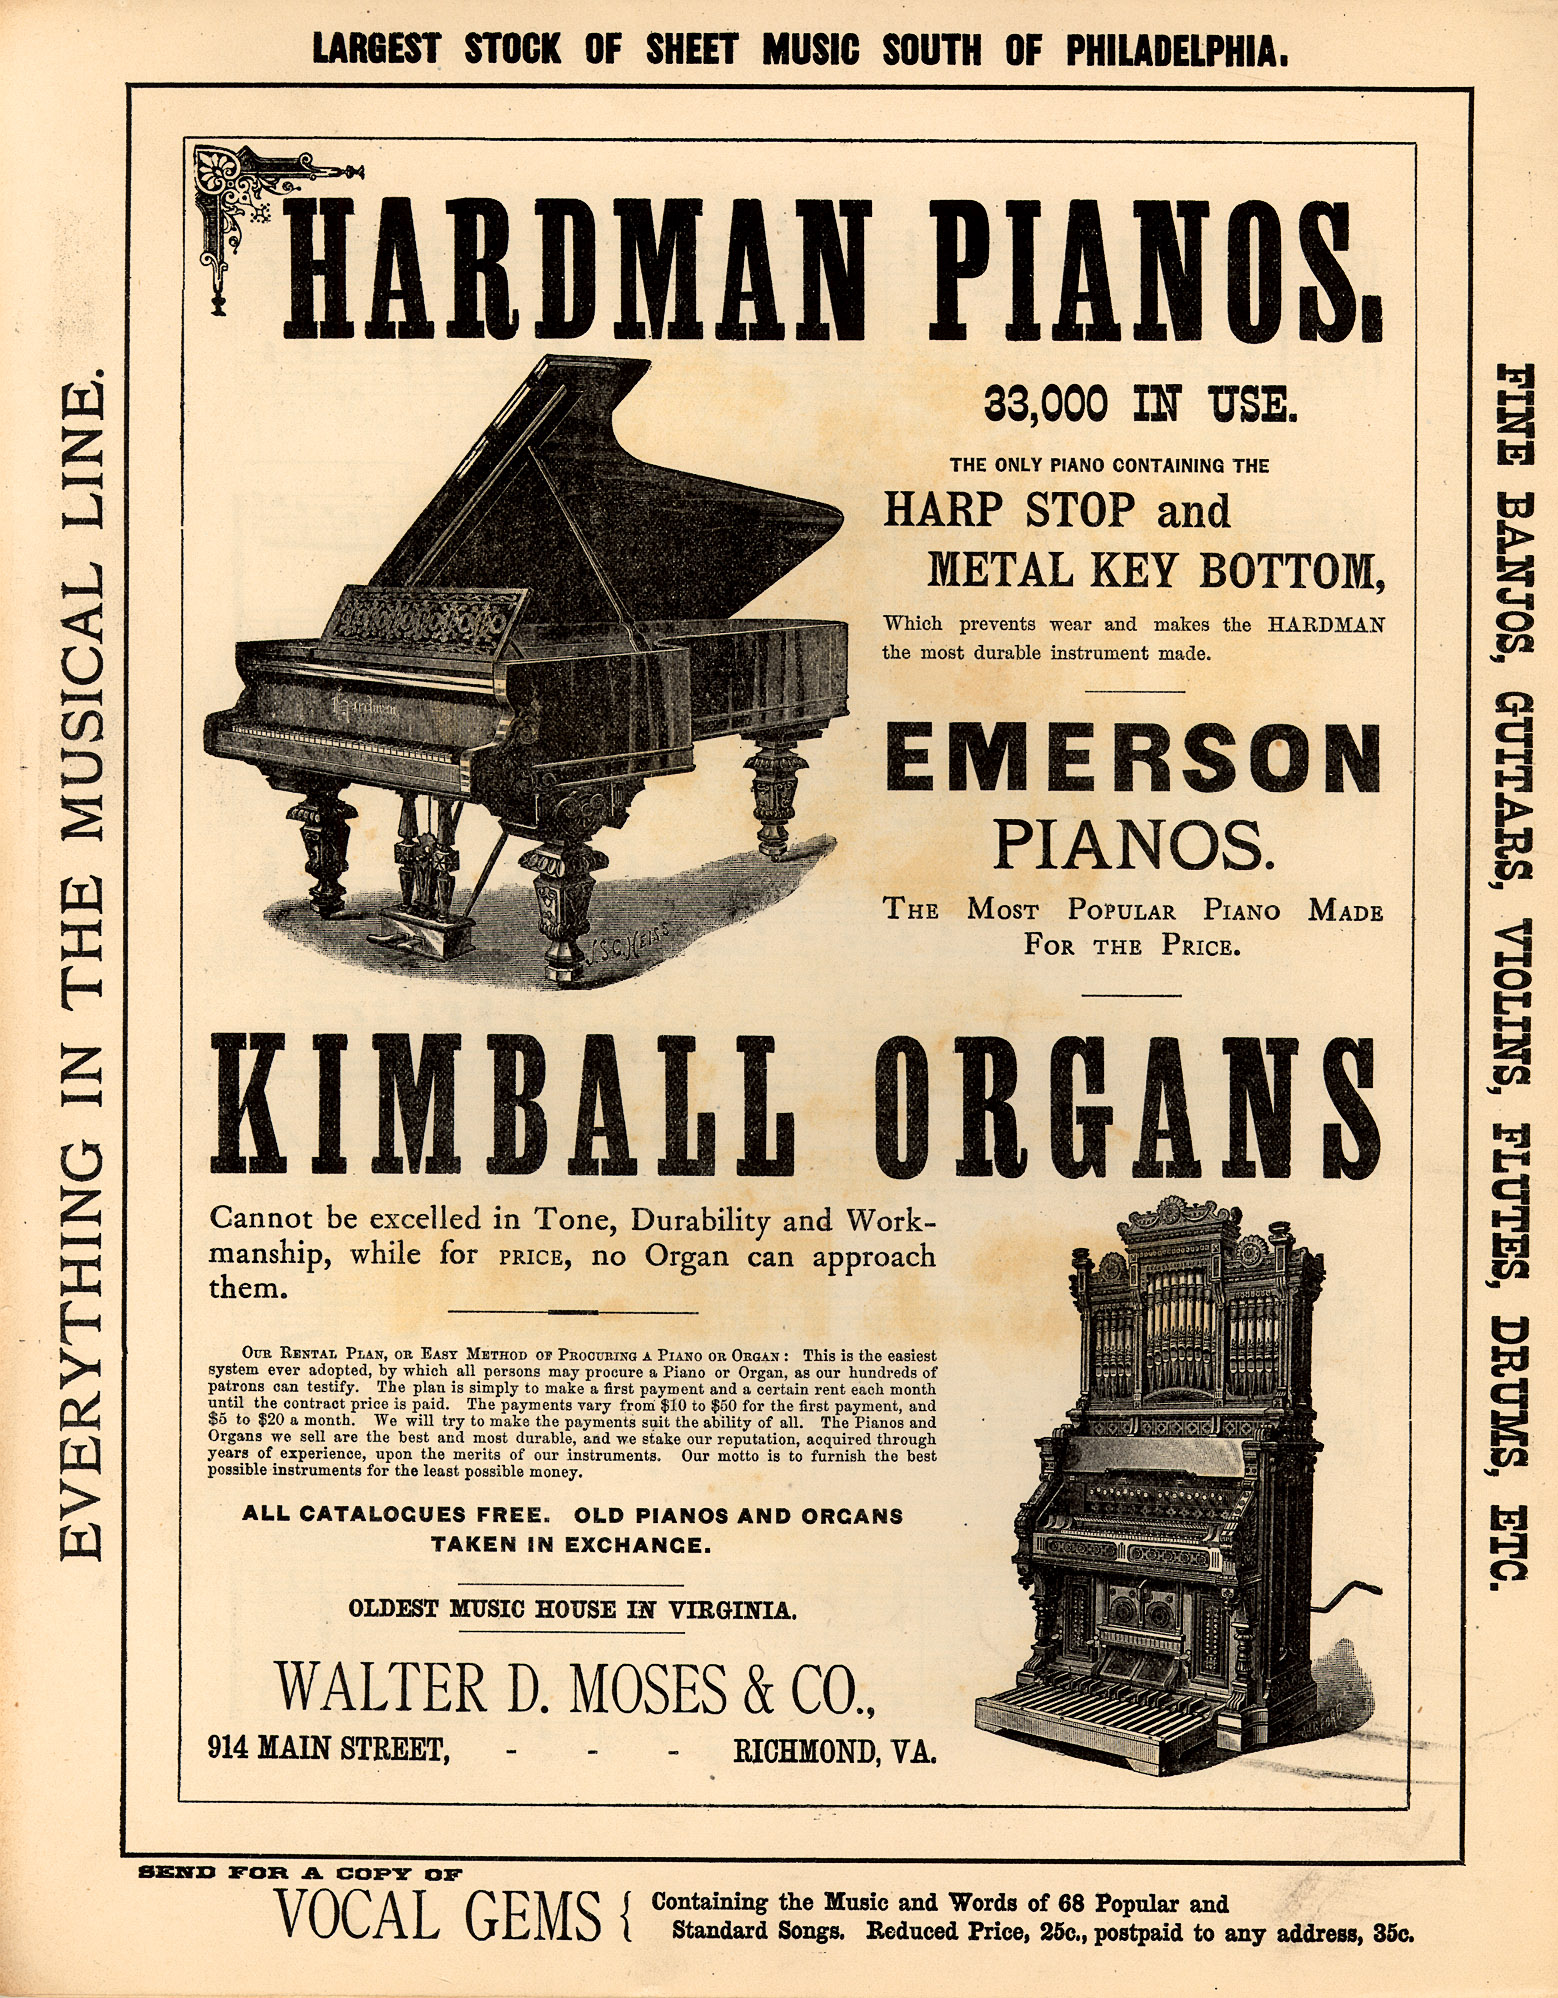 LARGEST STOCK OF SHEET MUSIC SOUTH OF PHILADELPHIA.
EVERYTHING IN THE MUSICAL LINE.
HARDMAN PIANOS.
33,000 IN USE.
THE ONLY PIANO CONTAINING THE
HARP STOP and
METAL KEY BOTTOM,
Which prevents wear and makes the HARDMAN
the most durable instrument made.
Hardman
J.S.C. HEISS
EMERSON
PIANOS.
THE MOST POPULAR PIANO MADE
FOR THE PRICE.
KIMBALL ORGANS
Cannot be excelled in Tone, Durability and Work-
manship, while for PRICE, no Organ can approach
them.
OUR RENTAL PLAN, OR EASY METHOD OF PROCURING A PIANO OR ORGAN: This is the easiest
system ever adopted, by which all persons may procure a Piano or Organ, as our hundreds of
patrons can testify. The plan is simply to make a first payment and a certain rent each month
until the contract price is paid. The payments vary from $10 to $50 for the first payment, and
$5 to $20 a month. We will try to make the payments suit the ability of all. The Pianos and
Organs we sell are the best and most durable, and we stake our reputation, acquired through
years of experience, upon the merits of our instruments. Our motto is to furnish the best
possible instruments for the least possible money.
ALL CATALOGUES FREE. OLD PIANOS AND ORGANS
TAKEN IN EXCHANGE.
OLDEST MUSIC HOUSE IN VIRGINIA.
WALTER D. MOSES & CO.,
914 MAIN STREET, - - - RICHMOND, VA.
FINE BANJOS, GUITARS, VIOLINS, FLUTES, DRUMS, ETC.
SEND FOR A COPY OF
VOCAL GEMS { Containing the Music and Words of 68 Popular and
Standard Songs. Reduced Price, 25c., postpaid to any address, 35c.